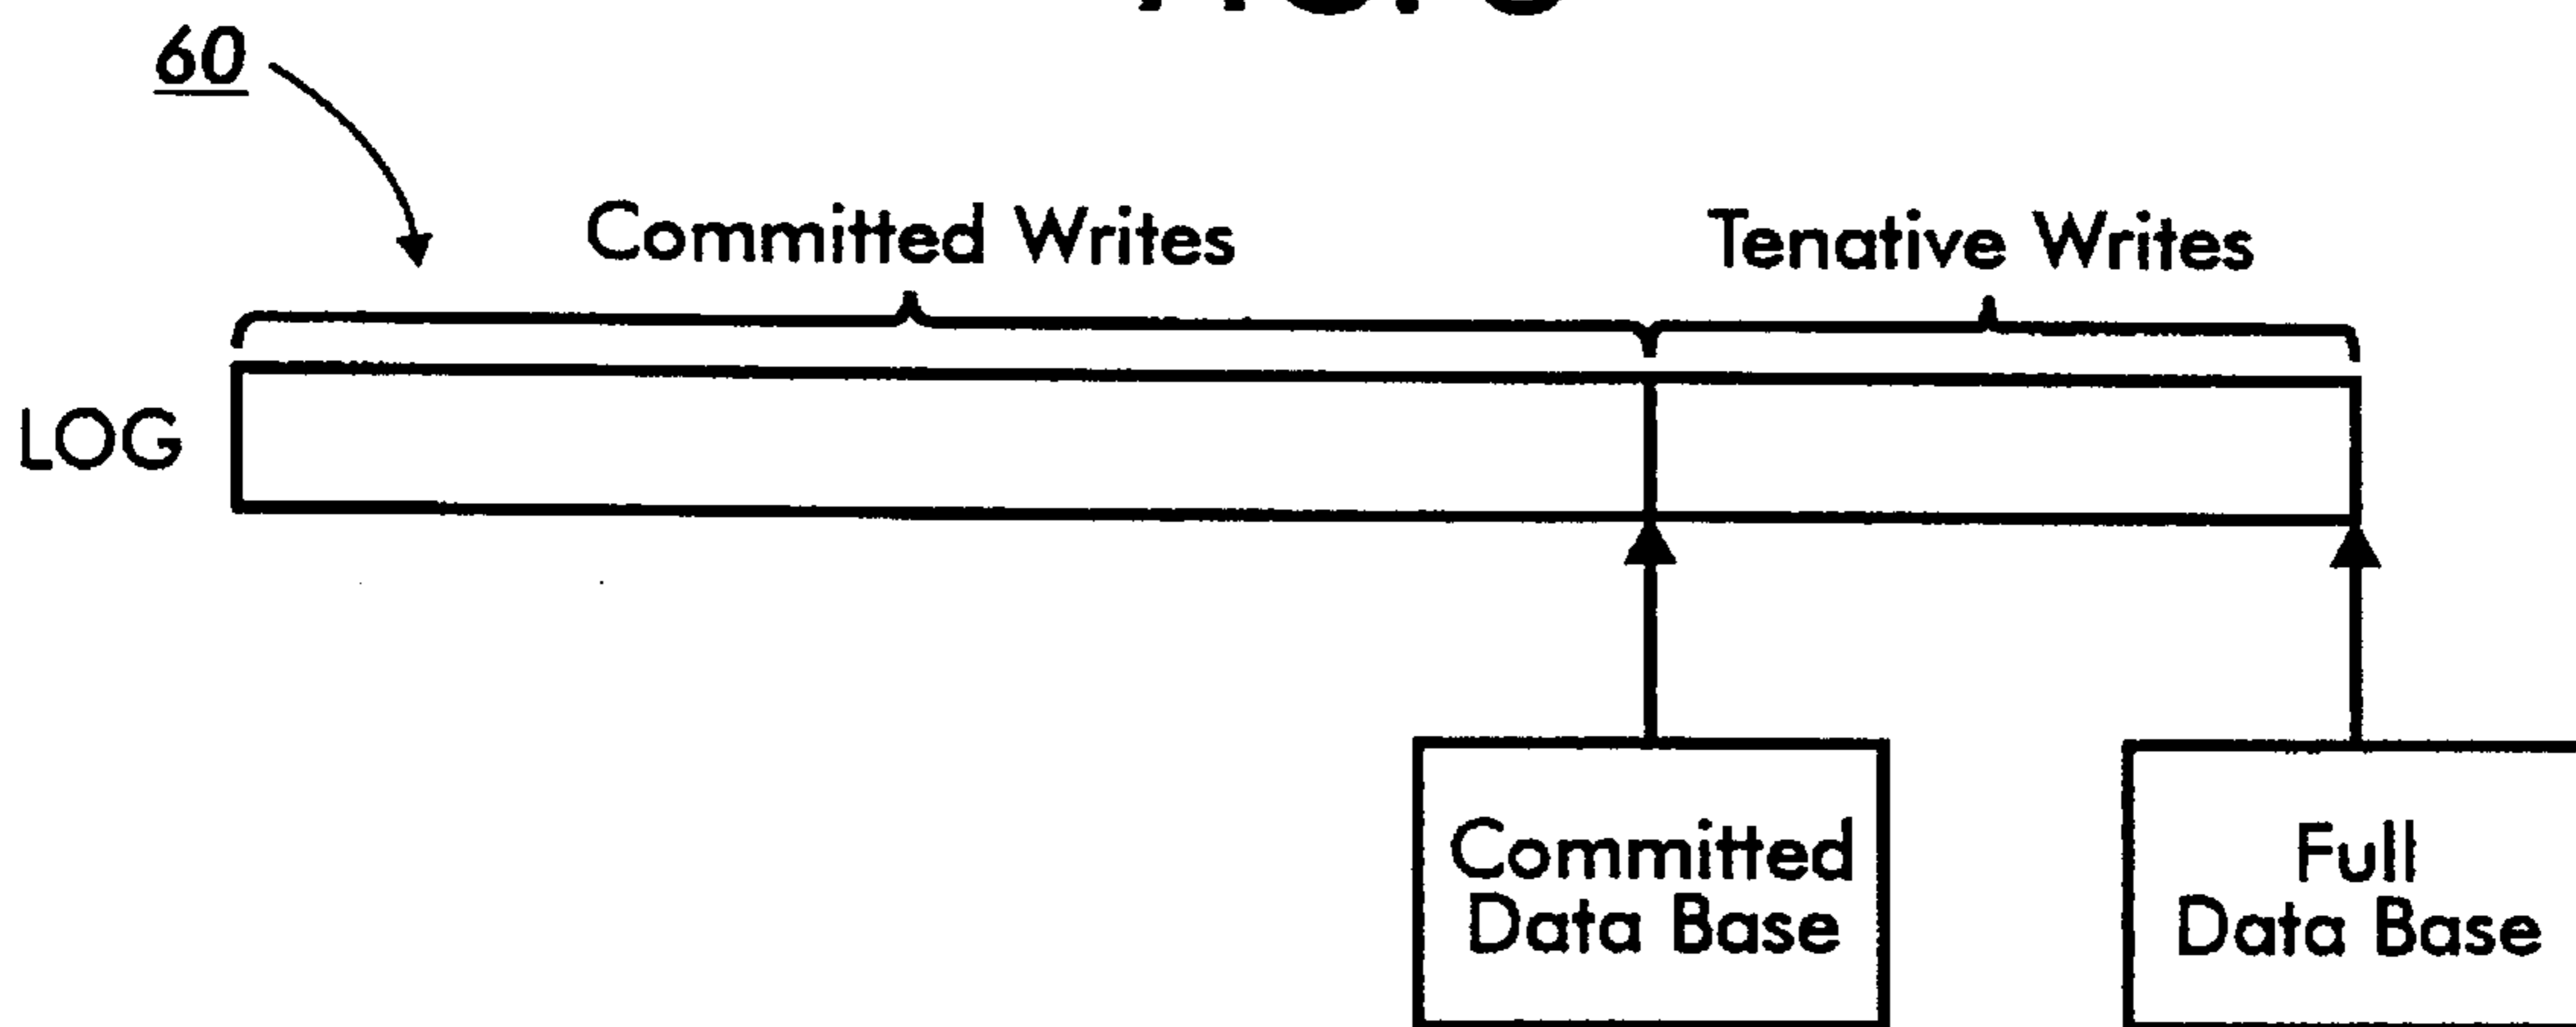 60
Committed Writes
Tenative Writes
LOG
Committed
Data Base
Full
Data Base